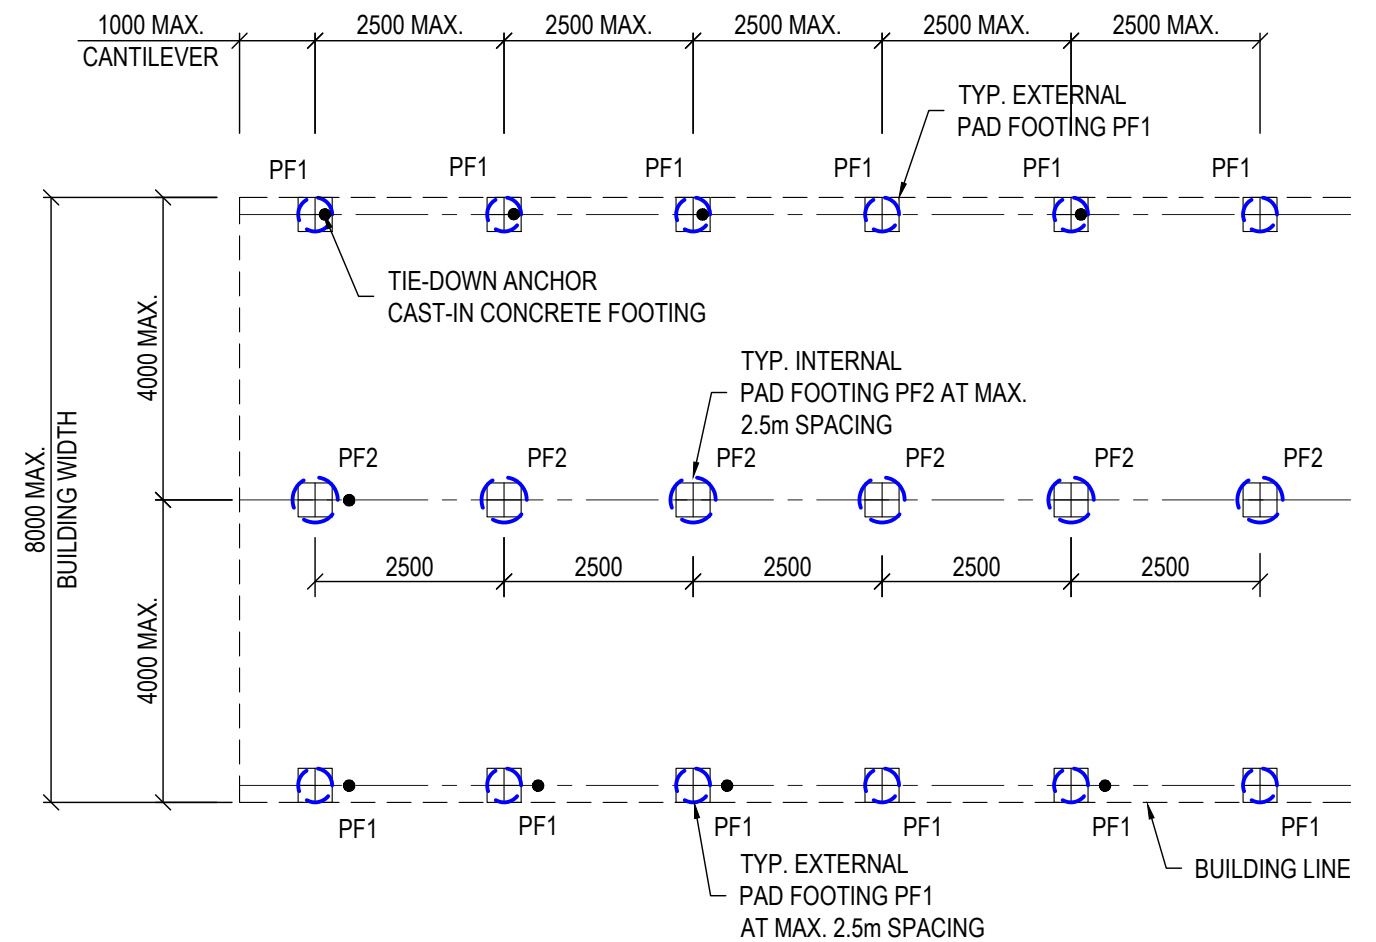 1000 MAX.
CANTILEVER
2500 MAX.
2500 MAX.
2500 MAX.
2500 MAX.
2500 MAX.
TYP. EXTERNAL
PAD FOOTING PF1
PF1
PF1
PF1
PF1
PF1
PF1
TIE-DOWN ANCHOR
CAST-IN CONCRETE FOOTING
4000 MAX.
TYP. INTERNAL
PAD FOOTING PF2 AT MAX.
2.5m SPACING
8000 MAX.
BUILDING WIDTH
PF2
PF2
PF2
PF2
PF2
PF2
2500
2500
2500
2500
2500
4000 MAX.
PF1
PF1
PF1
PF1
PF1
PF1
TYP. EXTERNAL
PAD FOOTING PF1
AT MAX. 2.5m SPACING
BUILDING LINE